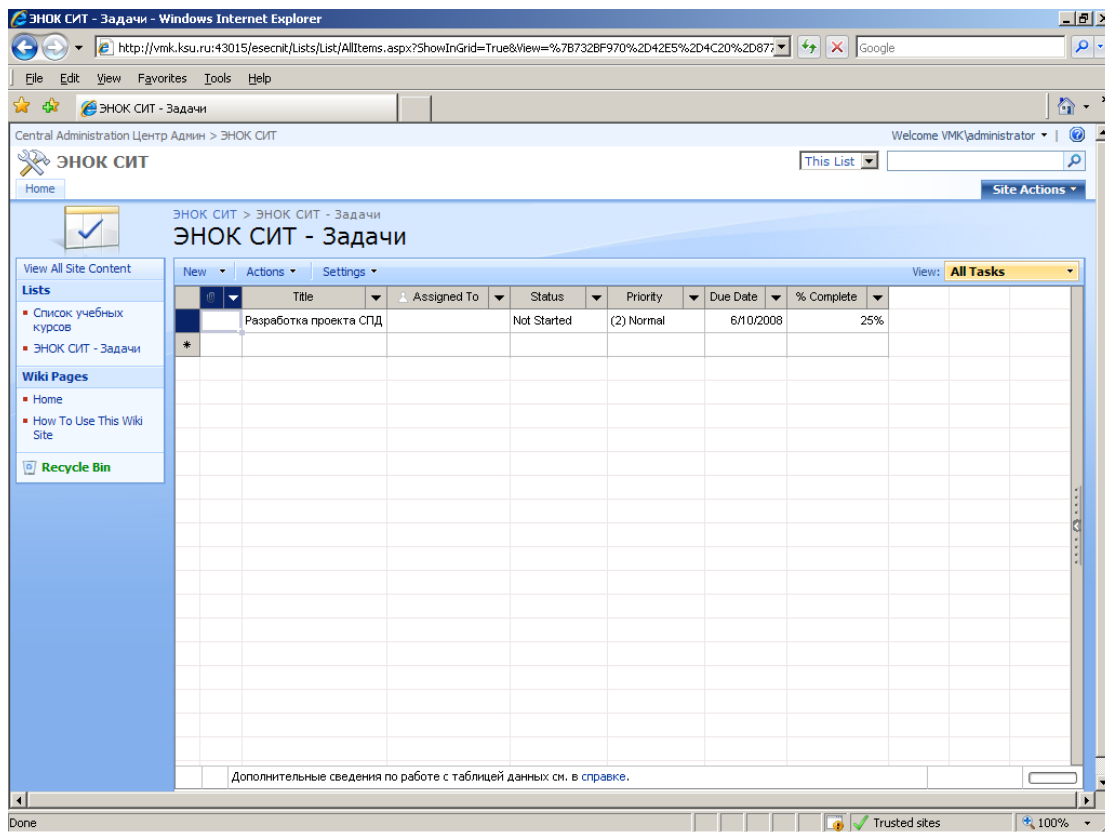 ЭНОК СИТ - Задачи - Windows Internet Explorer
http://vmk.ksu.ru:43015/esecnit/Lists/List/AllItems.aspx?ShowInGrid=True&View=%7B732BF970%2D42E5%2D4C20%2D877
Google
File Edit View Favorites Tools Help
ЭНОК СИТ - Задачи
Central Administration Центр Админ > ЭНОК СИТ
Welcome VMK\administrator
ЭНОК СИТ
This List
Home
Site Actions
ЭНОК СИТ > ЭНОК СИТ - Задачи
ЭНОК СИТ - Задачи
View All Site Content
New Actions Settings
View: All Tasks
Lists
Список учебных
курсов
ЭНОК СИТ - Задачи
Wiki Pages
Home
How To Use This Wiki
Site
Recycle Bin
Title Assigned To Status Priority Due Date % Complete
Разработка проекта СПД Not Started (2) Normal 6/10/2008 25%
*
Дополнительные сведения по работе с таблицей данных см. в справке.
Done
Trusted sites
100%